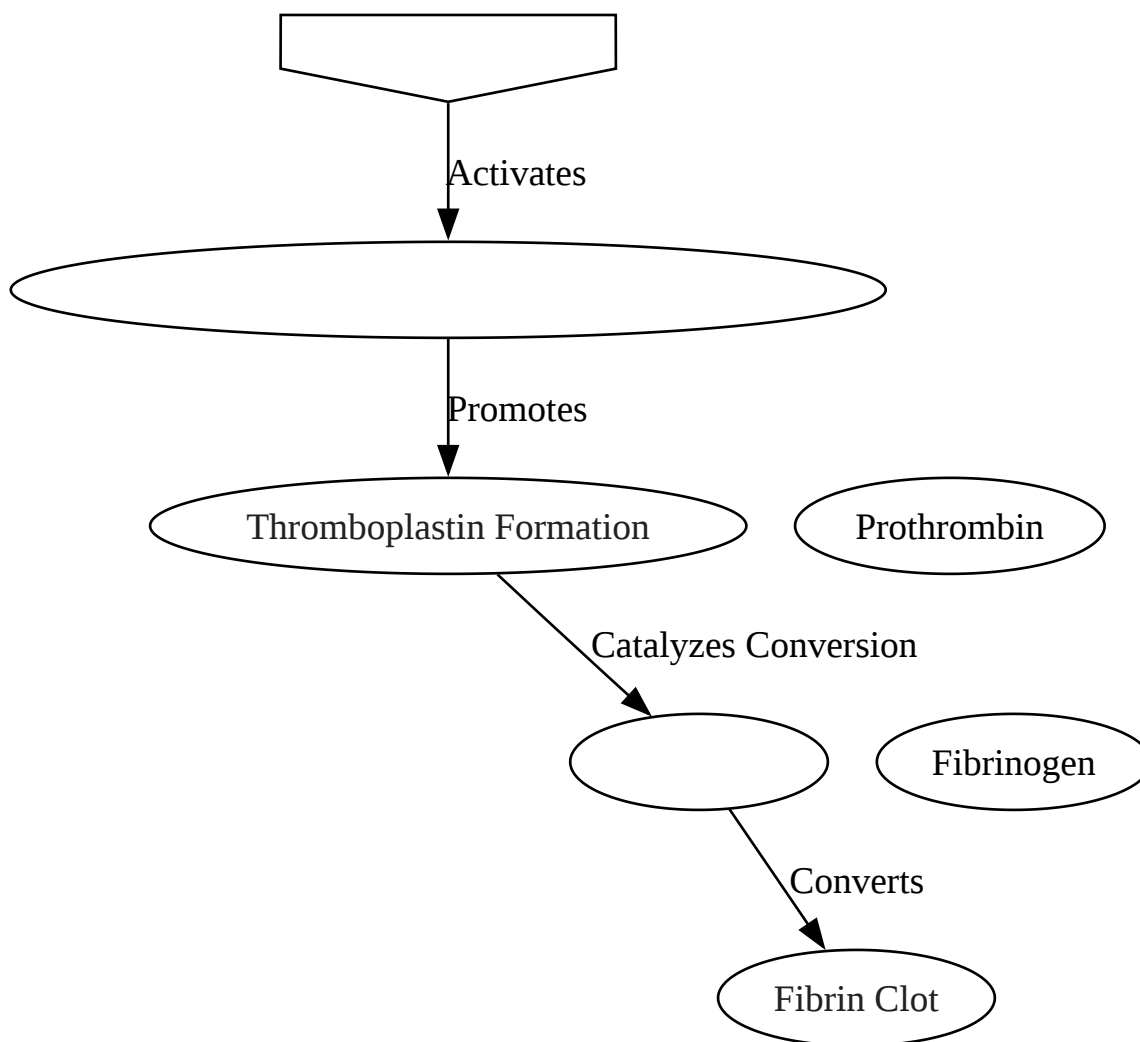 Activates
Promotes
Thromboplastin Formation
Prothrombin
Catalyzes Conversion
Fibrinogen
Converts
Fibrin Clot